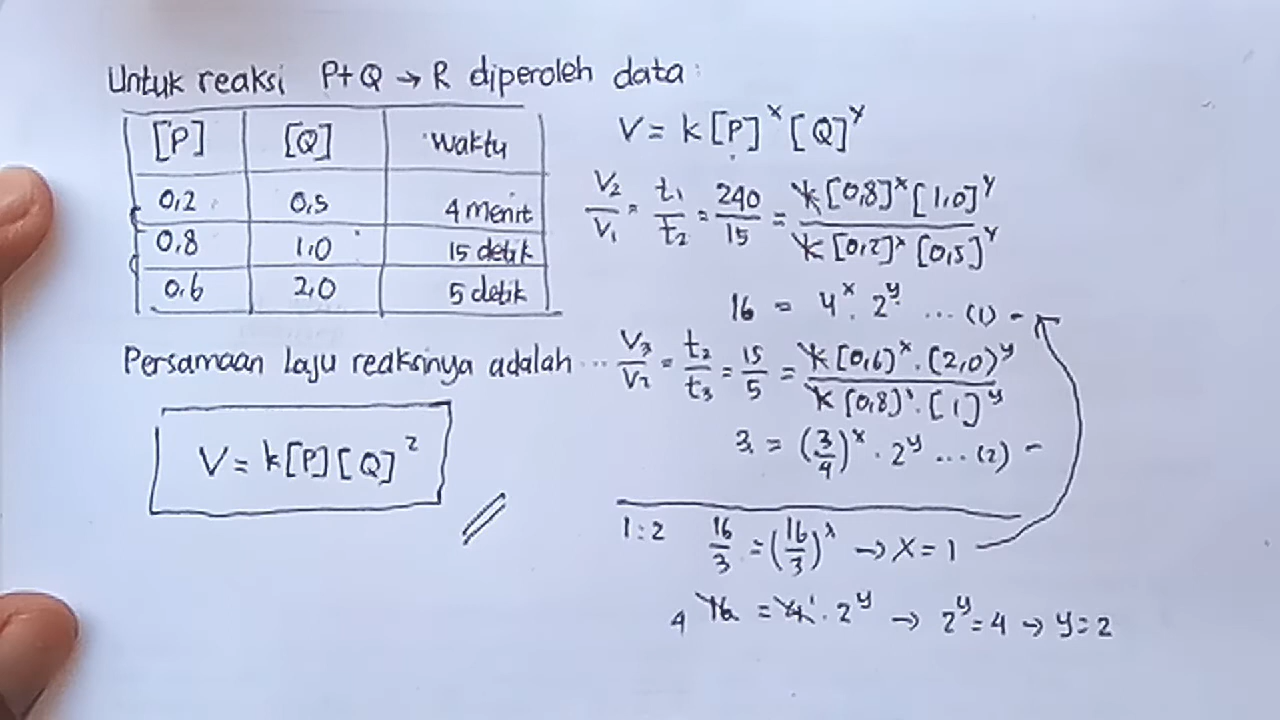 Untuk reaksi P+Q → R diperoleh data:
[P] [Q] waktu
0,2 0,5 4 menit
0,8 1,0 15 detik
0,6 2,0 5 detik
Persamaan laju reaksinya adalah ...
V = k[P][Q]²
V = k[P]^x [Q]^y
V₂/V₁ = t₁/t₂ = 240/15 = k[0,8]^x [1,0]^y / k[0,2]^x [0,5]^y
16 = 4^x . 2^y ... (1) -
V₃/V₂ = t₂/t₃ = 15/5 = k[0,6]^x . (2,0)^y / k[0,8]^x . [1]^y
3 = (3/4)^x . 2^y ... (2) -
1:2 16/3 = (16/3)^x → x = 1
4 16 = 4¹ . 2^y → 2^y = 4 → y = 2